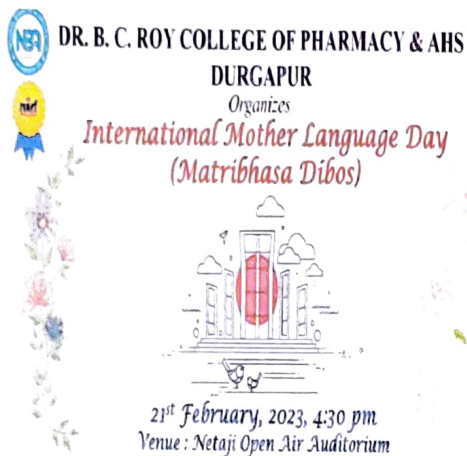 NBA
DR. B. C. ROY COLLEGE OF PHARMACY & AHS
DURGAPUR
Organizes
International Mother Language Day
(Matribhasa Dibos)
21st February, 2023, 4:30 pm
Venue : Netaji Open Air Auditorium